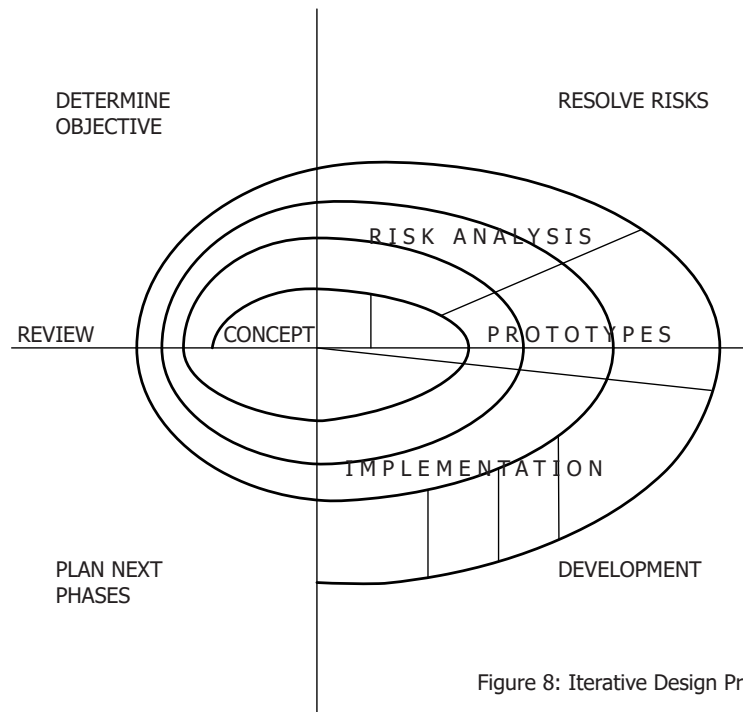 DETERMINE
OBJECTIVE
RESOLVE RISKS
RISK ANALYSIS
REVIEW
CONCEPT
PROTOTYPES
IMPLEMENTATION
PLAN NEXT
PHASES
DEVELOPMENT
Figure 8: Iterative Design Pr